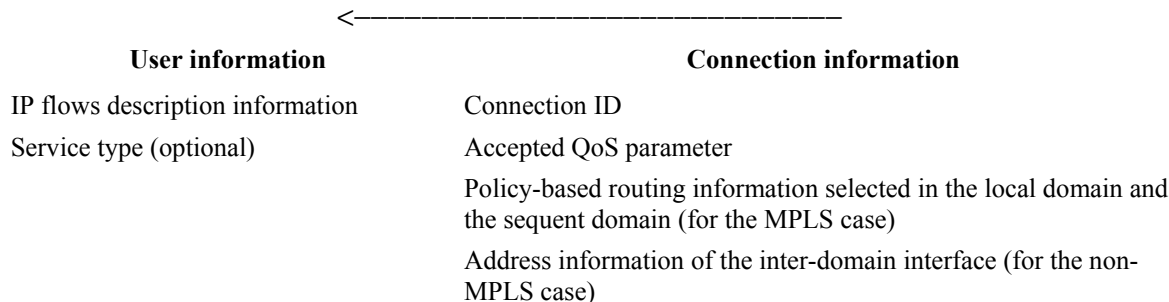 <––––––––––––––––––––––––––––––
User information Connection information
IP flows description information Connection ID
Service type (optional) Accepted QoS parameter
Policy-based routing information selected in the local domain and
the sequent domain (for the MPLS case)
Address information of the inter-domain interface (for the non-
MPLS case)